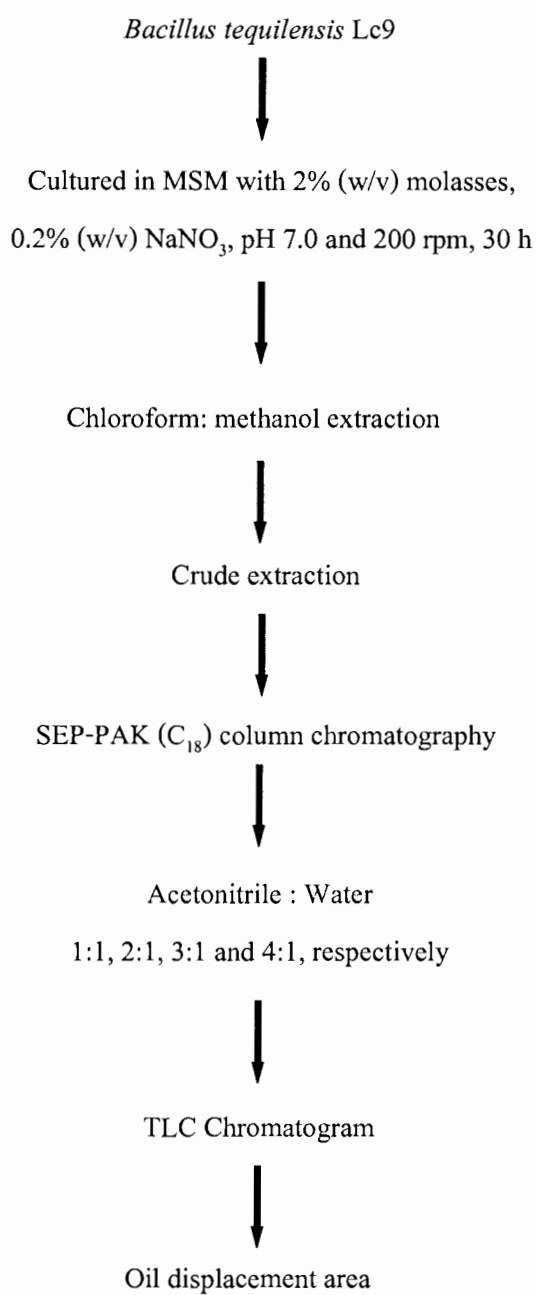 Bacillus tequilensis Lc9
Cultured in MSM with 2% (w/v) molasses,
0.2% (w/v) NaNO₃, pH 7.0 and 200 rpm, 30 h
Chloroform: methanol extraction
Crude extraction
SEP-PAK (C₁₈) column chromatography
Acetonitrile : Water
1:1, 2:1, 3:1 and 4:1, respectively
TLC Chromatogram
Oil displacement area